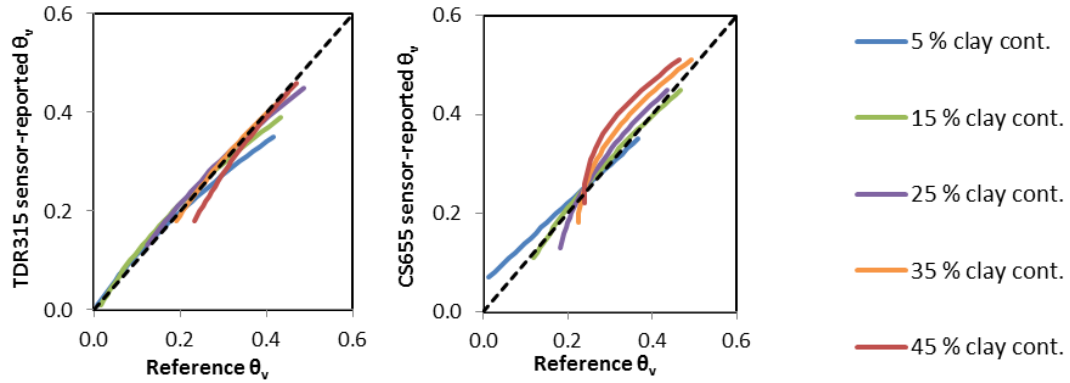 TDR315 sensor-reported θv
0.6
0.4
0.2
0.0
0.0 0.2 0.4 0.6
Reference θv
CS655 sensor-reported θv
0.6
0.4
0.2
0.0
0.0 0.2 0.4 0.6
Reference θv
5 % clay cont.
15 % clay cont.
25 % clay cont.
35 % clay cont.
45 % clay cont.